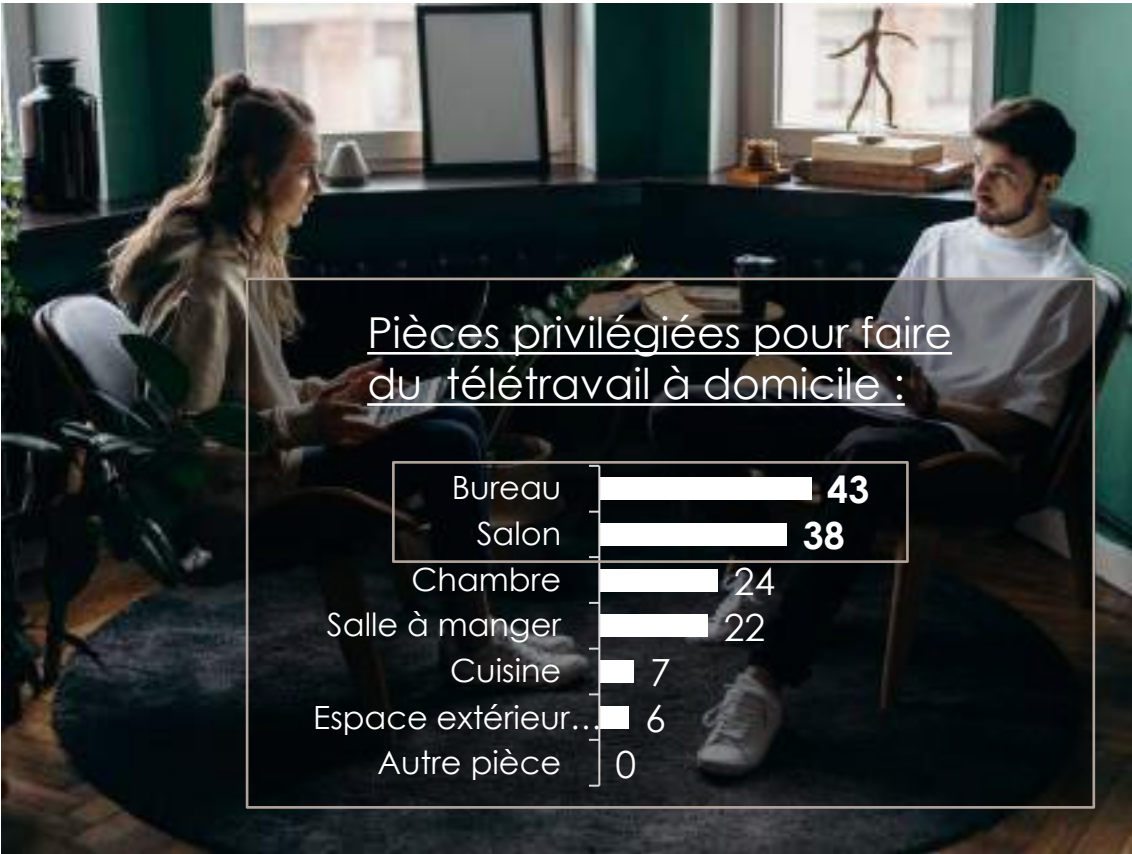 Pièces privilégiées pour faire
du télétravail à domicile :
Bureau 43
Salon 38
Chambre 24
Salle à manger 22
Cuisine 7
Espace extérieur… 6
Autre pièce 0